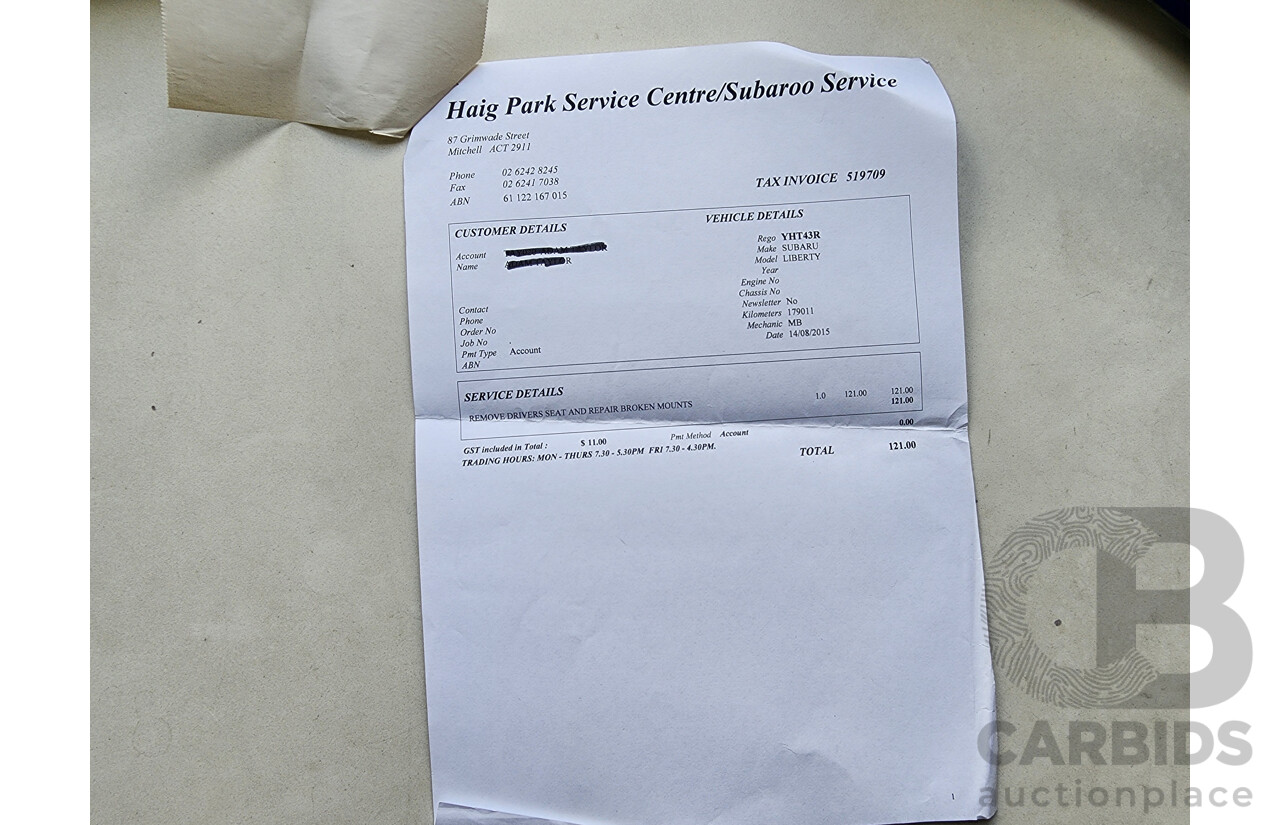 Haig Park Service Centre/Subaroo Service
87 Grimwade Street
Mitchell ACT 2911
Phone 02 6242 8245
Fax 02 6241 7038
ABN 61 122 167 015
TAX INVOICE 519709
CUSTOMER DETAILS
Account
Name R
Contact
Phone
Order No
Job No
Pmt Type Account
ABN
VEHICLE DETAILS
Rego YHT43R
Make SUBARU
Model LIBERTY
Year
Engine No
Chassis No
Newsletter No
Kilometers 179011
Mechanic MB
Date 14/08/2015
SERVICE DETAILS
REMOVE DRIVERS SEAT AND REPAIR BROKEN MOUNTS 1.0 121.00 121.00
121.00
0.00
GST included in Total : $ 11.00 Pmt Method Account
TRADING HOURS: MON - THURS 7.30 - 5.30PM FRI 7.30 - 4.30PM.
TOTAL 121.00
CB
CARBIDS
auctionplace